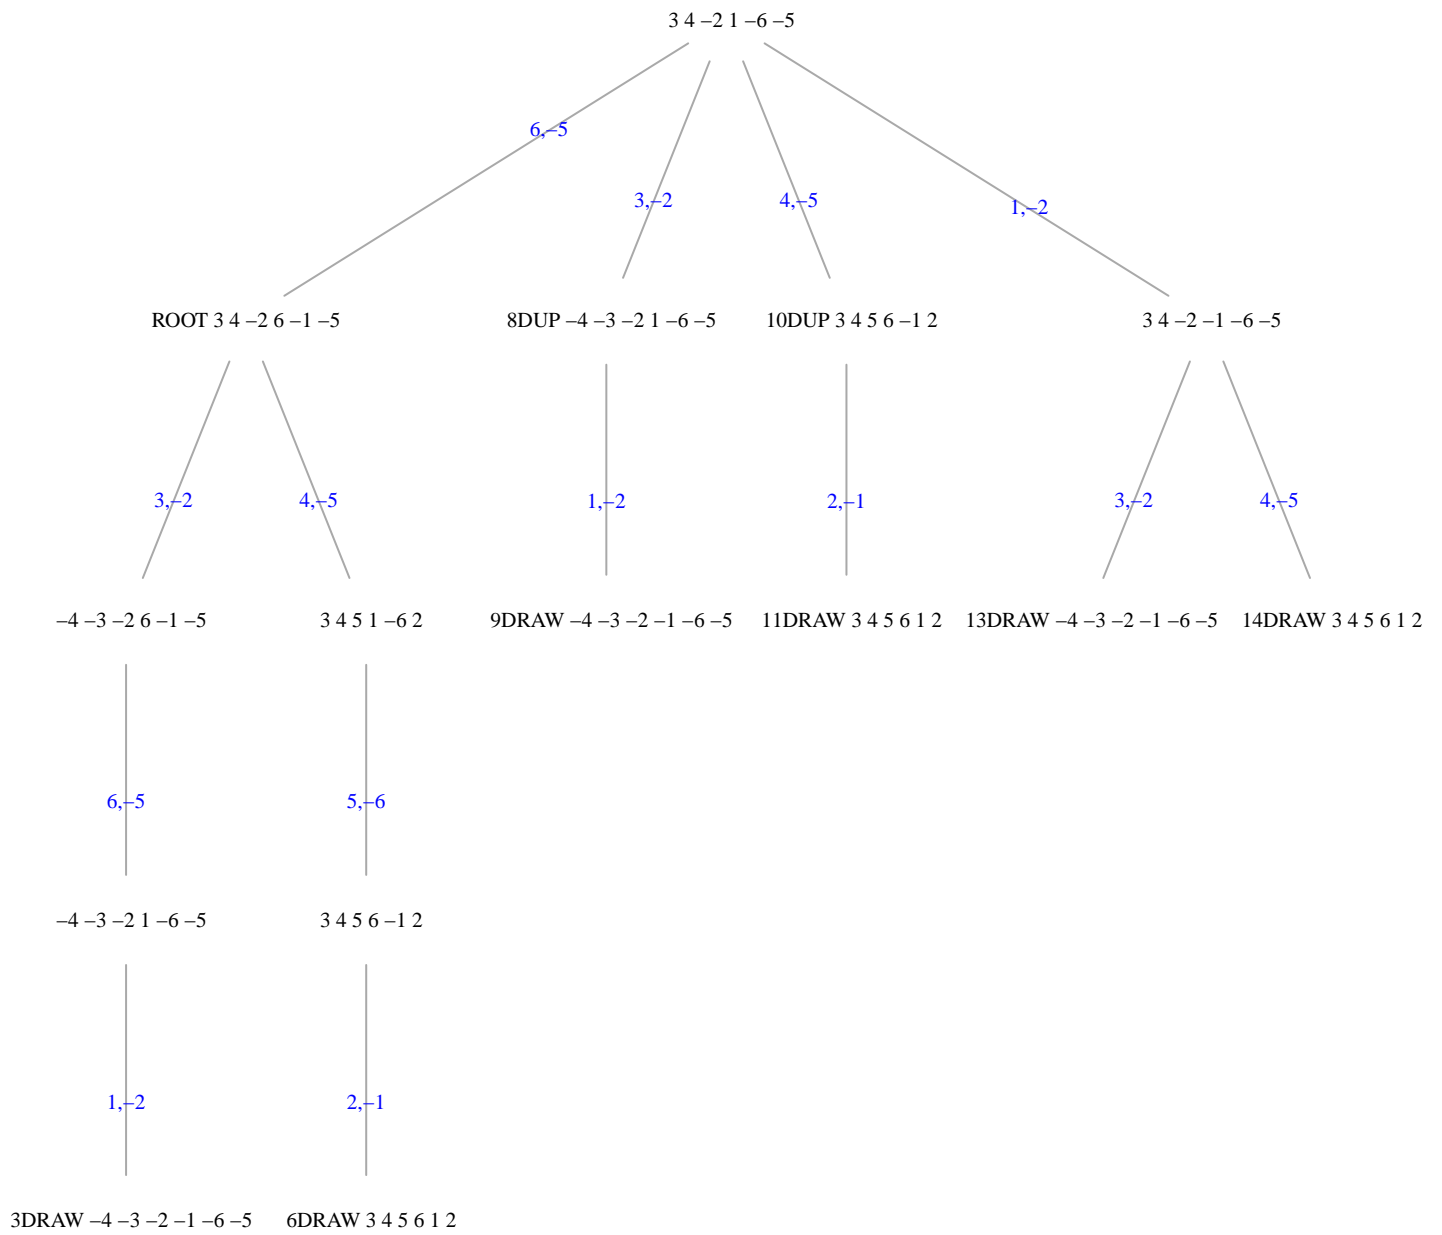 3 4 –2 1 –6 –5
6,–5
3,–2
4,–5
1,–2
ROOT 3 4 –2 6 –1 –5
8DUP –4 –3 –2 1 –6 –5
10DUP 3 4 5 6 –1 2
3 4 –2 –1 –6 –5
3,–2
4,–5
1,–2
2,–1
3,–2
4,–5
–4 –3 –2 6 –1 –5
3 4 5 1 –6 2
9DRAW –4 –3 –2 –1 –6 –5
11DRAW 3 4 5 6 1 2
13DRAW –4 –3 –2 –1 –6 –5
14DRAW 3 4 5 6 1 2
6,–5
5,–6
–4 –3 –2 1 –6 –5
3 4 5 6 –1 2
1,–2
2,–1
3DRAW –4 –3 –2 –1 –6 –5
6DRAW 3 4 5 6 1 2